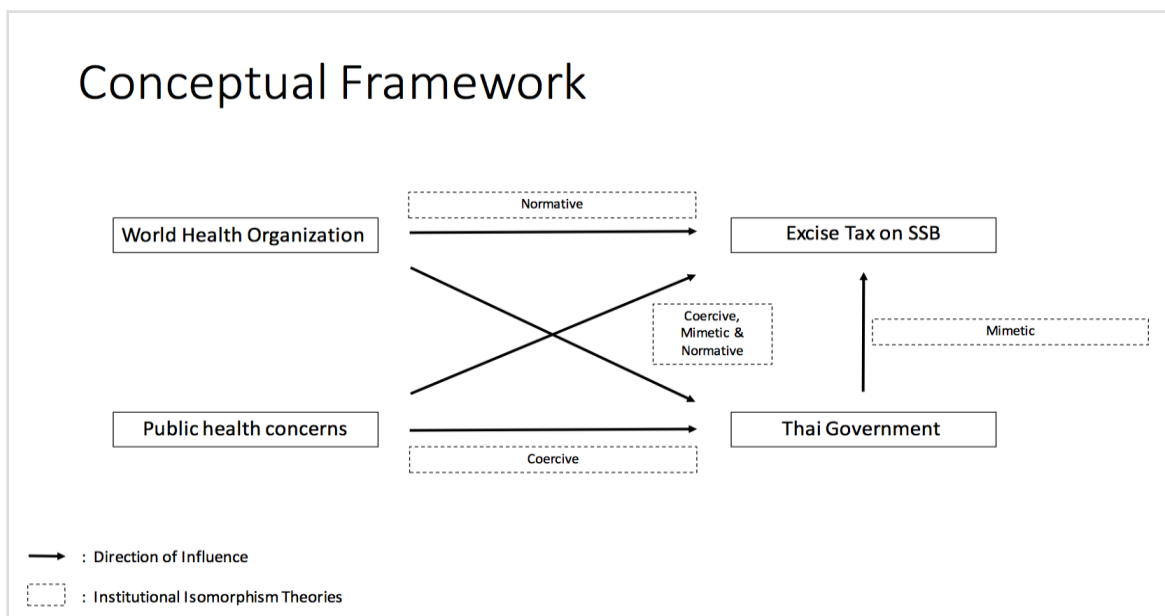 Conceptual Framework
Normative
World Health Organization
Excise Tax on SSB
Coercive,
Mimetic &
Normative
Mimetic
Public health concerns
Thai Government
Coercive
: Direction of Influence
: Institutional Isomorphism Theories